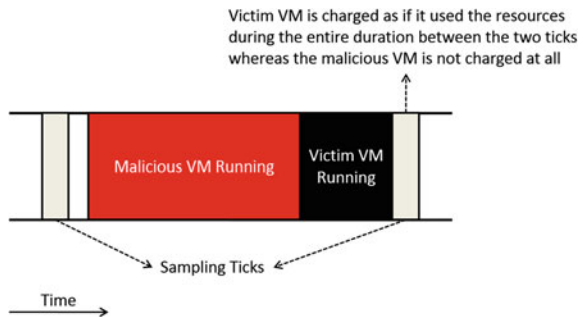 Victim VM is charged as if it used the resources
during the entire duration between the two ticks
whereas the malicious VM is not charged at all
Malicious VM Running
Victim VM
Running
Sampling Ticks
Time